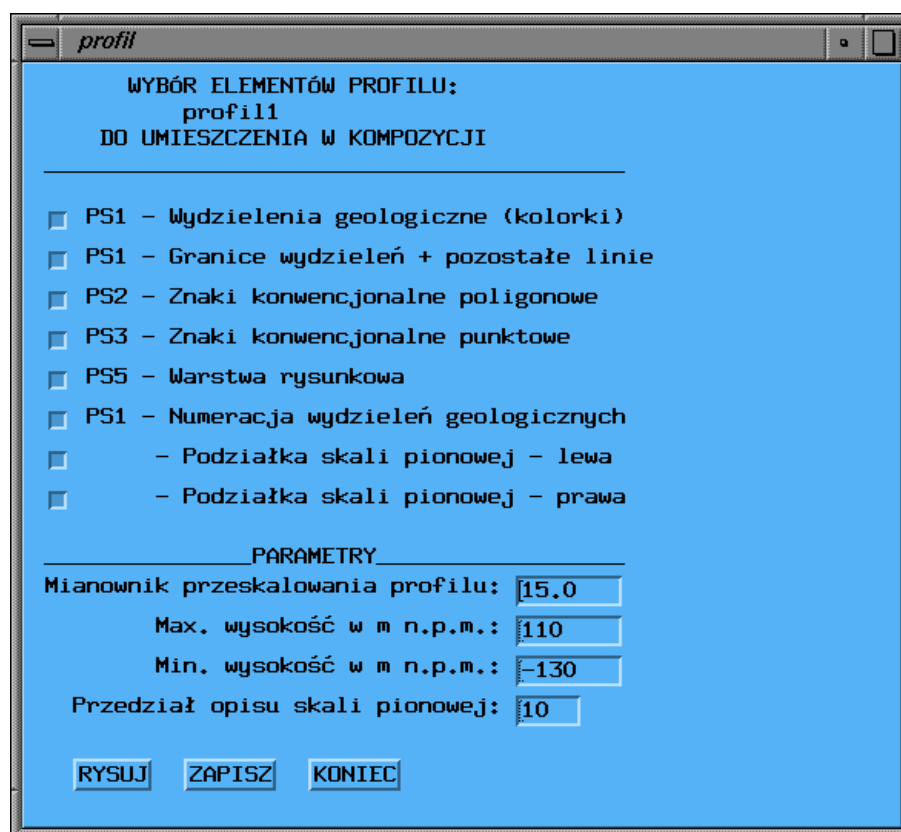 profil
WYBÓR ELEMENTÓW PROFILU:
profil1
DO UMIESZCZENIA W KOMPOZYCJI
PS1 - Wydzielenia geologiczne (kolorki)
PS1 - Granice wydzieleń + pozostałe linie
PS2 - Znaki konwencjonalne poligonowe
PS3 - Znaki konwencjonalne punktowe
PS5 - Warstwa rysunkowa
PS1 - Numeracja wydzieleń geologicznych
- Podziałka skali pionowej - lewa
- Podziałka skali pionowej - prawa
PARAMETRY
Mianownik przeskalowania profilu: 15.0
Max. wysokość w m n.p.m.: 110
Min. wysokość w m n.p.m.: -130
Przedział opisu skali pionowej: 10
RYSUJ ZAPISZ KONIEC